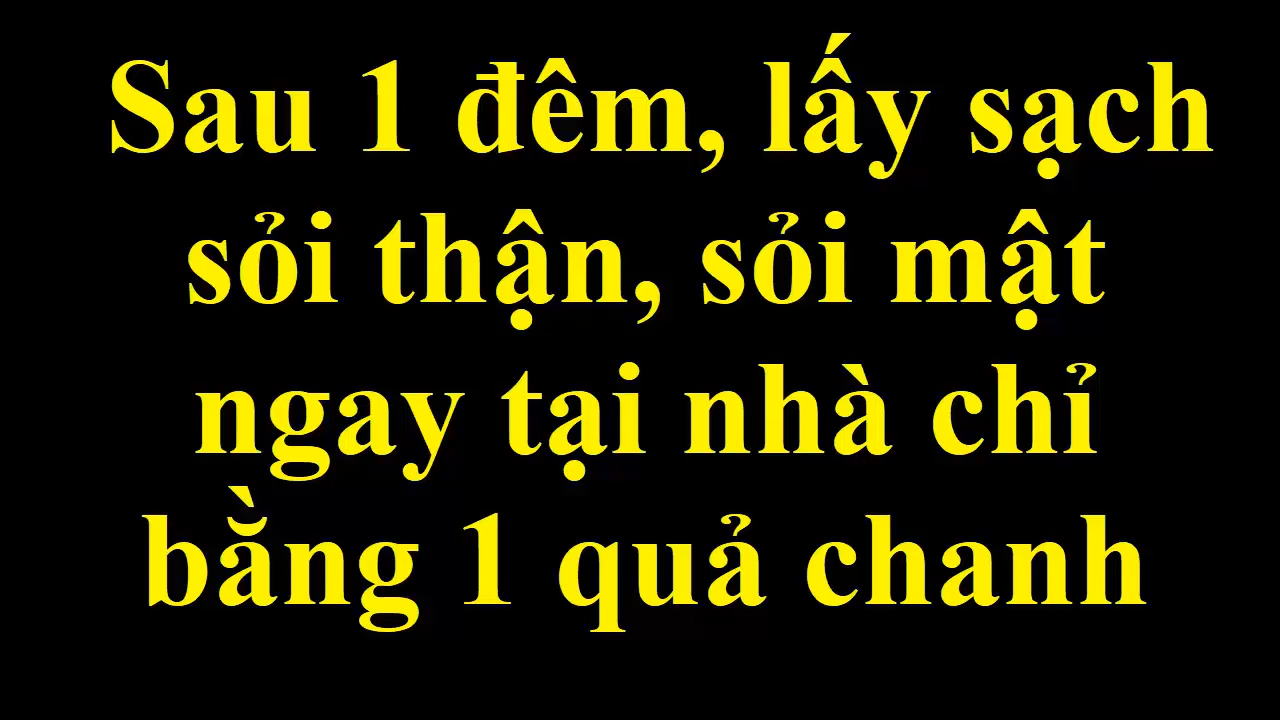 Sau 1 đêm, lấy sạch
sỏi thận, sỏi mật
ngay tại nhà chỉ
bằng 1 quả chanh